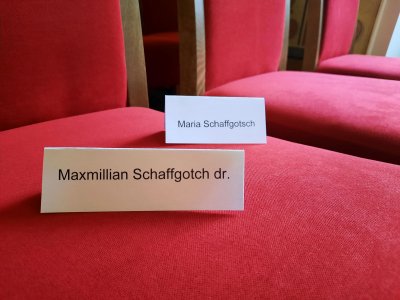 Maria Schaffgotsch
Maxmillian Schaffgotch dr.